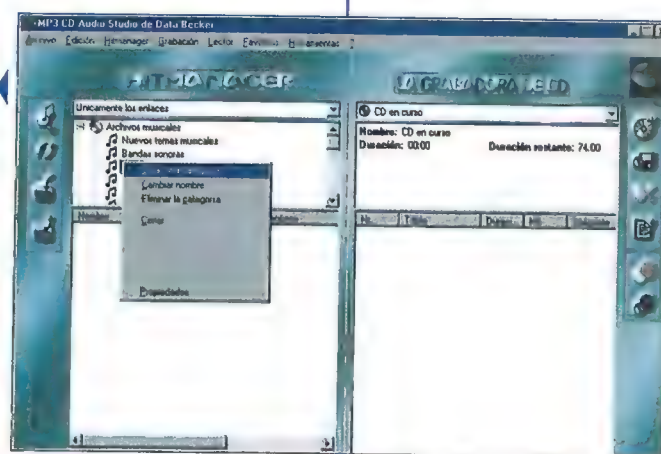 MP3 CD Audio Studio de Data Becker
Edición Hitmanager Grabación Lector Favoritos Herramientas ?
HITMANAGER
LA GRABADORA DE CD
Unicamente los enlaces
CD en curso
Archivos musicales
Nuevos temas musicales
Bandas sonoras
Nombre: CD en curso
Duración: 00:00
Duración restante: 74.00
Cambiar nombre
Eliminar la categoría
Cerrar
Propiedades
Nombre
Nr.